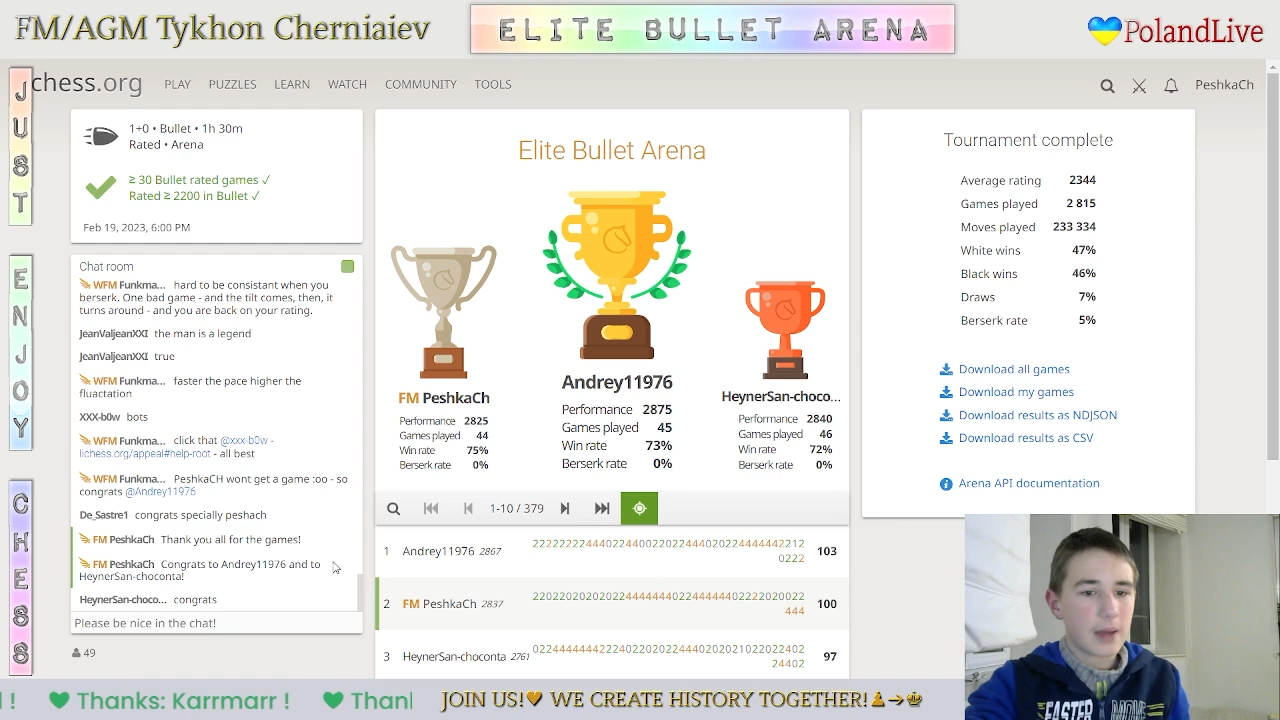 FM/AGM Tykhon Cherniaiev
ELITE BULLET ARENA
PolandLive
JUST
ENJOY
CHESS
chess.org
PLAY PUZZLES LEARN WATCH COMMUNITY TOOLS
PeshkaCh
1+0 • Bullet • 1h 30m
Rated • Arena
≥ 30 Bullet rated games ✓
Rated ≥ 2200 in Bullet ✓
Feb 19, 2023, 6:00 PM
Chat room
WFM Funkma... hard to be consistant when you
berserk. One bad game - and the tilt comes, then, it
turns around - and you are back on your rating.
JeanValjeanXXI the man is a legend
JeanValjeanXXI true
WFM Funkma... faster the pace higher the
fluactation
XXX-b0w bots
WFM Funkma... click that @xxx-b0w -
lichess.org/appeal#help-root - all best
WFM Funkma... PeshkaCH wont get a game :oo - so
congrats @Andrey11976
De_Sastre1 congrats specially peshach
FM PeshkaCh Thank you all for the games!
FM PeshkaCh Congrats to Andrey11976 and to
HeynerSan-choconta!
HeynerSan-choco... congrats
Please be nice in the chat!
49
Elite Bullet Arena
FM PeshkaCh
Performance 2825
Games played 44
Win rate 75%
Berserk rate 0%
Andrey11976
Performance 2875
Games played 45
Win rate 73%
Berserk rate 0%
HeynerSan-choco...
Performance 2840
Games played 46
Win rate 72%
Berserk rate 0%
1-10 / 379
1 Andrey11976 2867 103
0222
2 FM PeshkaCh 2837 100
444
3 HeynerSan-choconta 2761 97
24402
Tournament complete
Average rating 2344
Games played 2 815
Moves played 233 334
White wins 47%
Black wins 46%
Draws 7%
Berserk rate 5%
Download all games
Download my games
Download results as NDJSON
Download results as CSV
Arena API documentation
EASTER MOVE
! Thanks: Karrmarr ! Thanl
JOIN US! WE CREATE HISTORY TOGETHER!